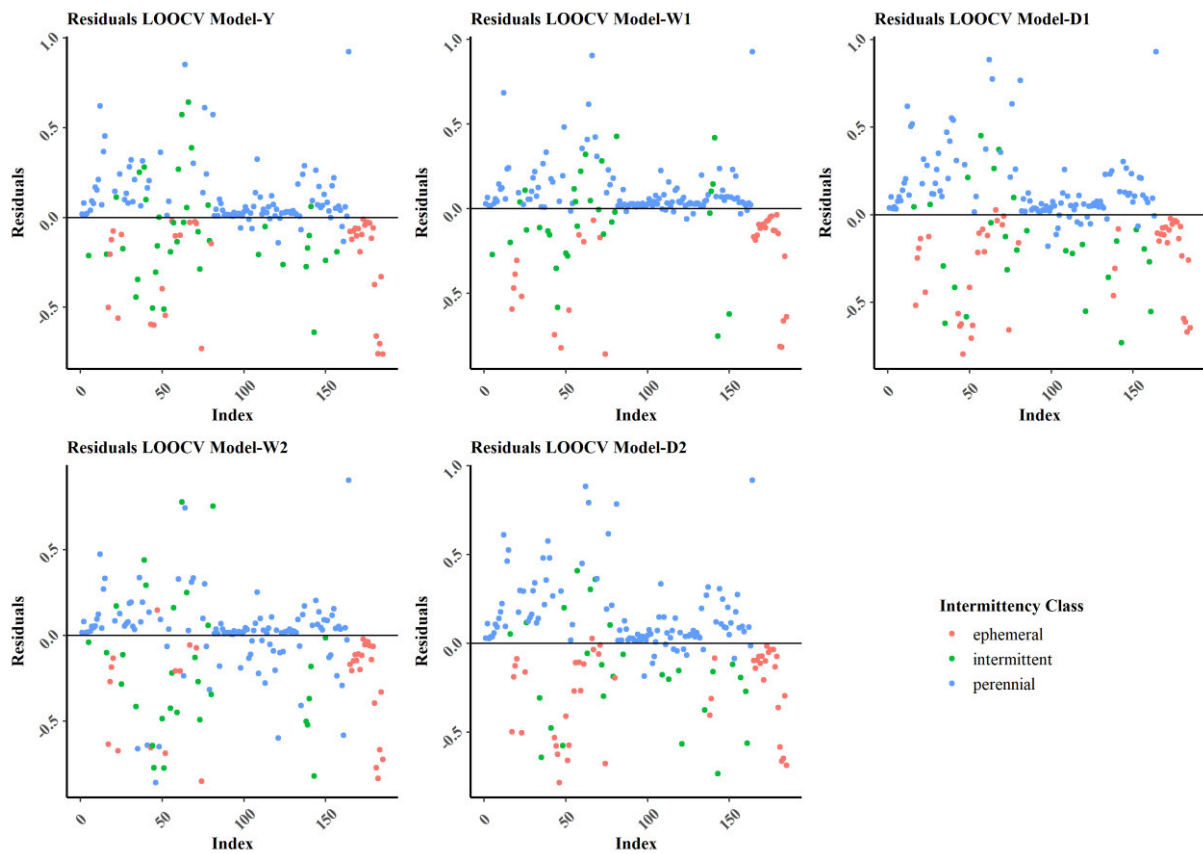 Residuals LOOCV Model-Y
1.0
0.5
0.0
-0.5
Residuals
0
50
100
150
Index
Residuals LOOCV Model-W1
1.0
0.5
0.0
-0.5
Residuals
0
50
100
150
Index
Residuals LOOCV Model-D1
1.0
0.5
0.0
-0.5
Residuals
0
50
100
150
Index
Residuals LOOCV Model-W2
0.5
0.0
-0.5
Residuals
0
50
100
150
Index
Residuals LOOCV Model-D2
1.0
0.5
0.0
-0.5
Residuals
0
50
100
150
Index
Intermittency Class
ephemeral
intermittent
perennial